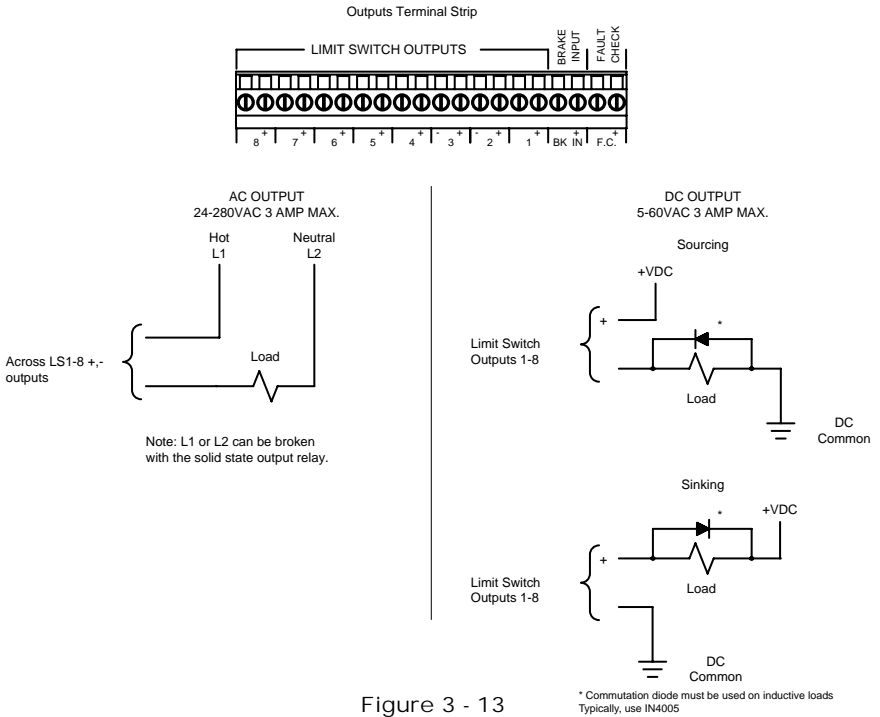 Outputs Terminal Strip
LIMIT SWITCH OUTPUTS
BRAKE
INPUT
FAULT
CHECK
8 + 7 + 6 + 5 + 4 + - 3 + - 2 + 1 + BK IN + F.C. +
AC OUTPUT
24-280VAC 3 AMP MAX.
Hot
L1
Neutral
L2
Across LS1-8 +,-
outputs
Load
Note: L1 or L2 can be broken
with the solid state output relay.
DC OUTPUT
5-60VAC 3 AMP MAX.
Sourcing
+VDC
+
*
Limit Switch
Outputs 1-8
Load
DC
Common
Sinking
+VDC
*
+
Limit Switch
Outputs 1-8
Load
DC
Common
Figure 3 - 13
* Commutation diode must be used on inductive loads
Typically, use IN4005